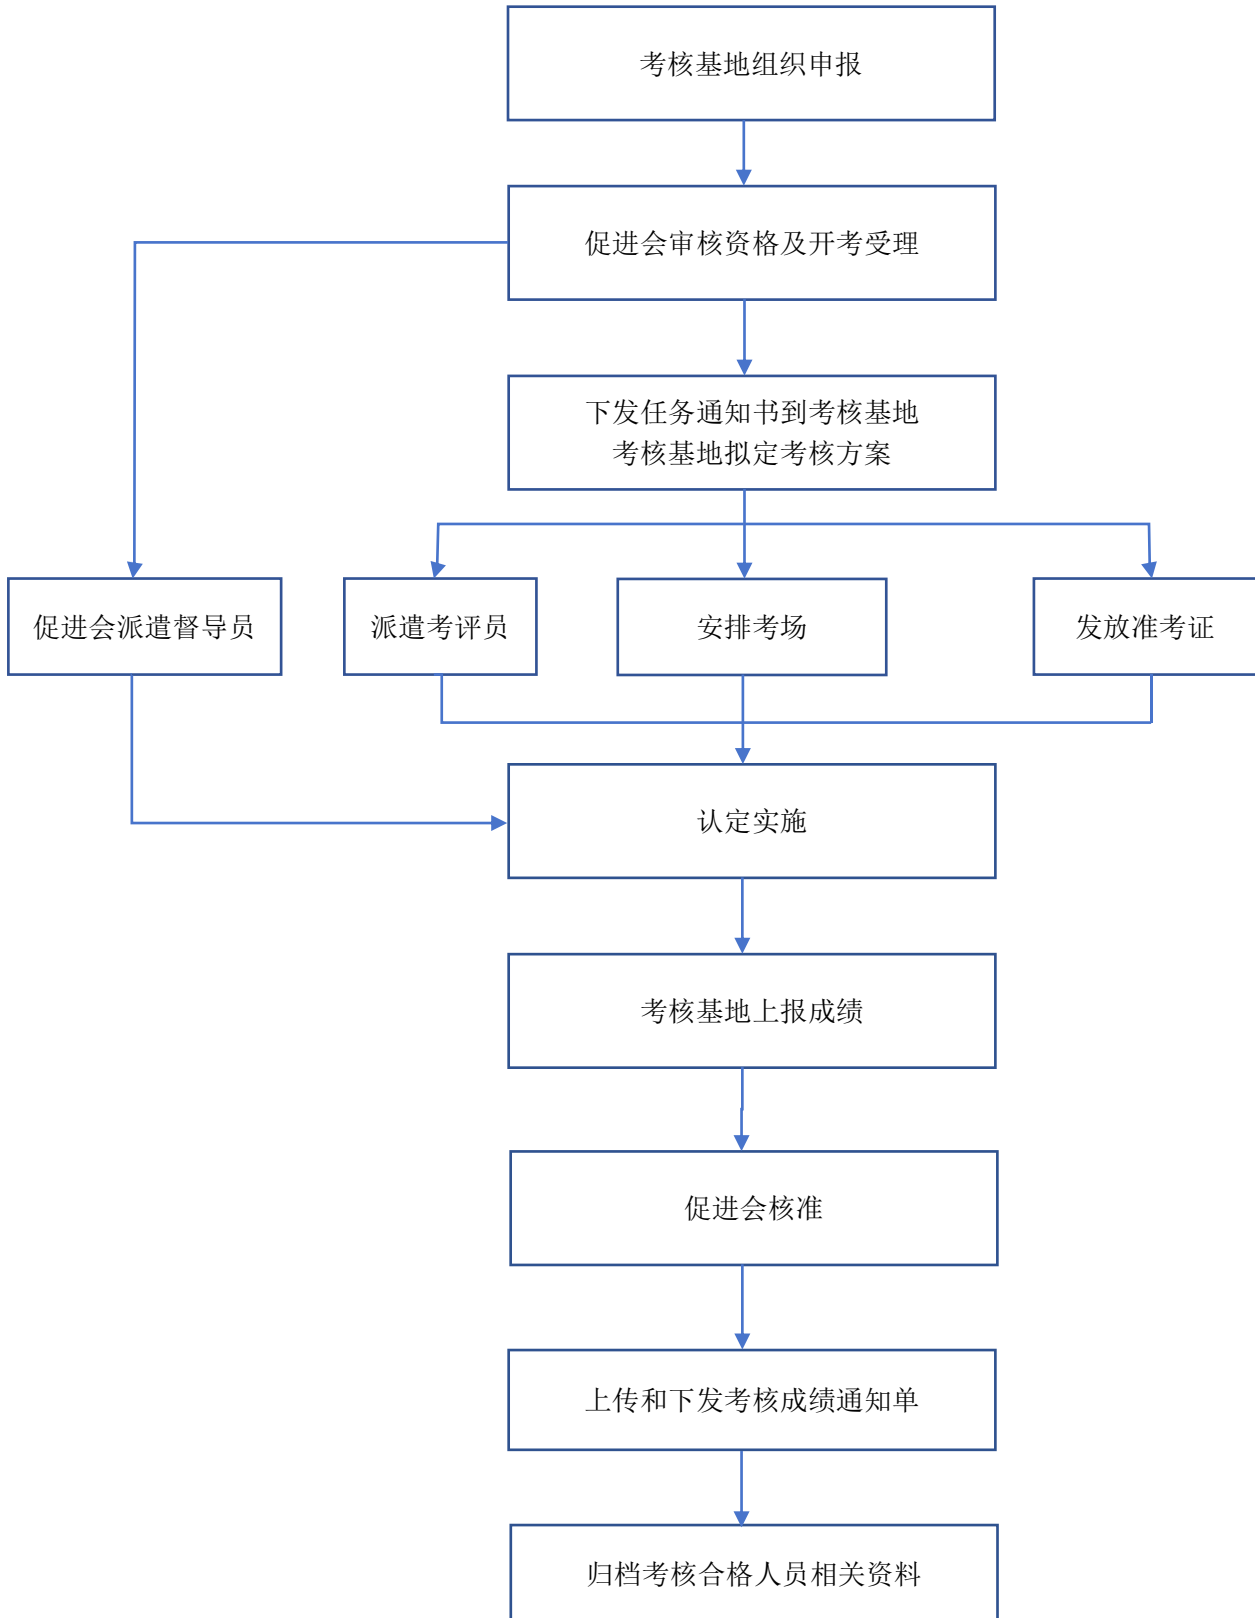 考核基地组织申报
促进会审核资格及开考受理
下发任务通知书到考核基地
考核基地拟定考核方案
促进会派遣督导员
派遣考评员
安排考场
发放准考证
认定实施
考核基地上报成绩
促进会核准
上传和下发考核成绩通知单
归档考核合格人员相关资料